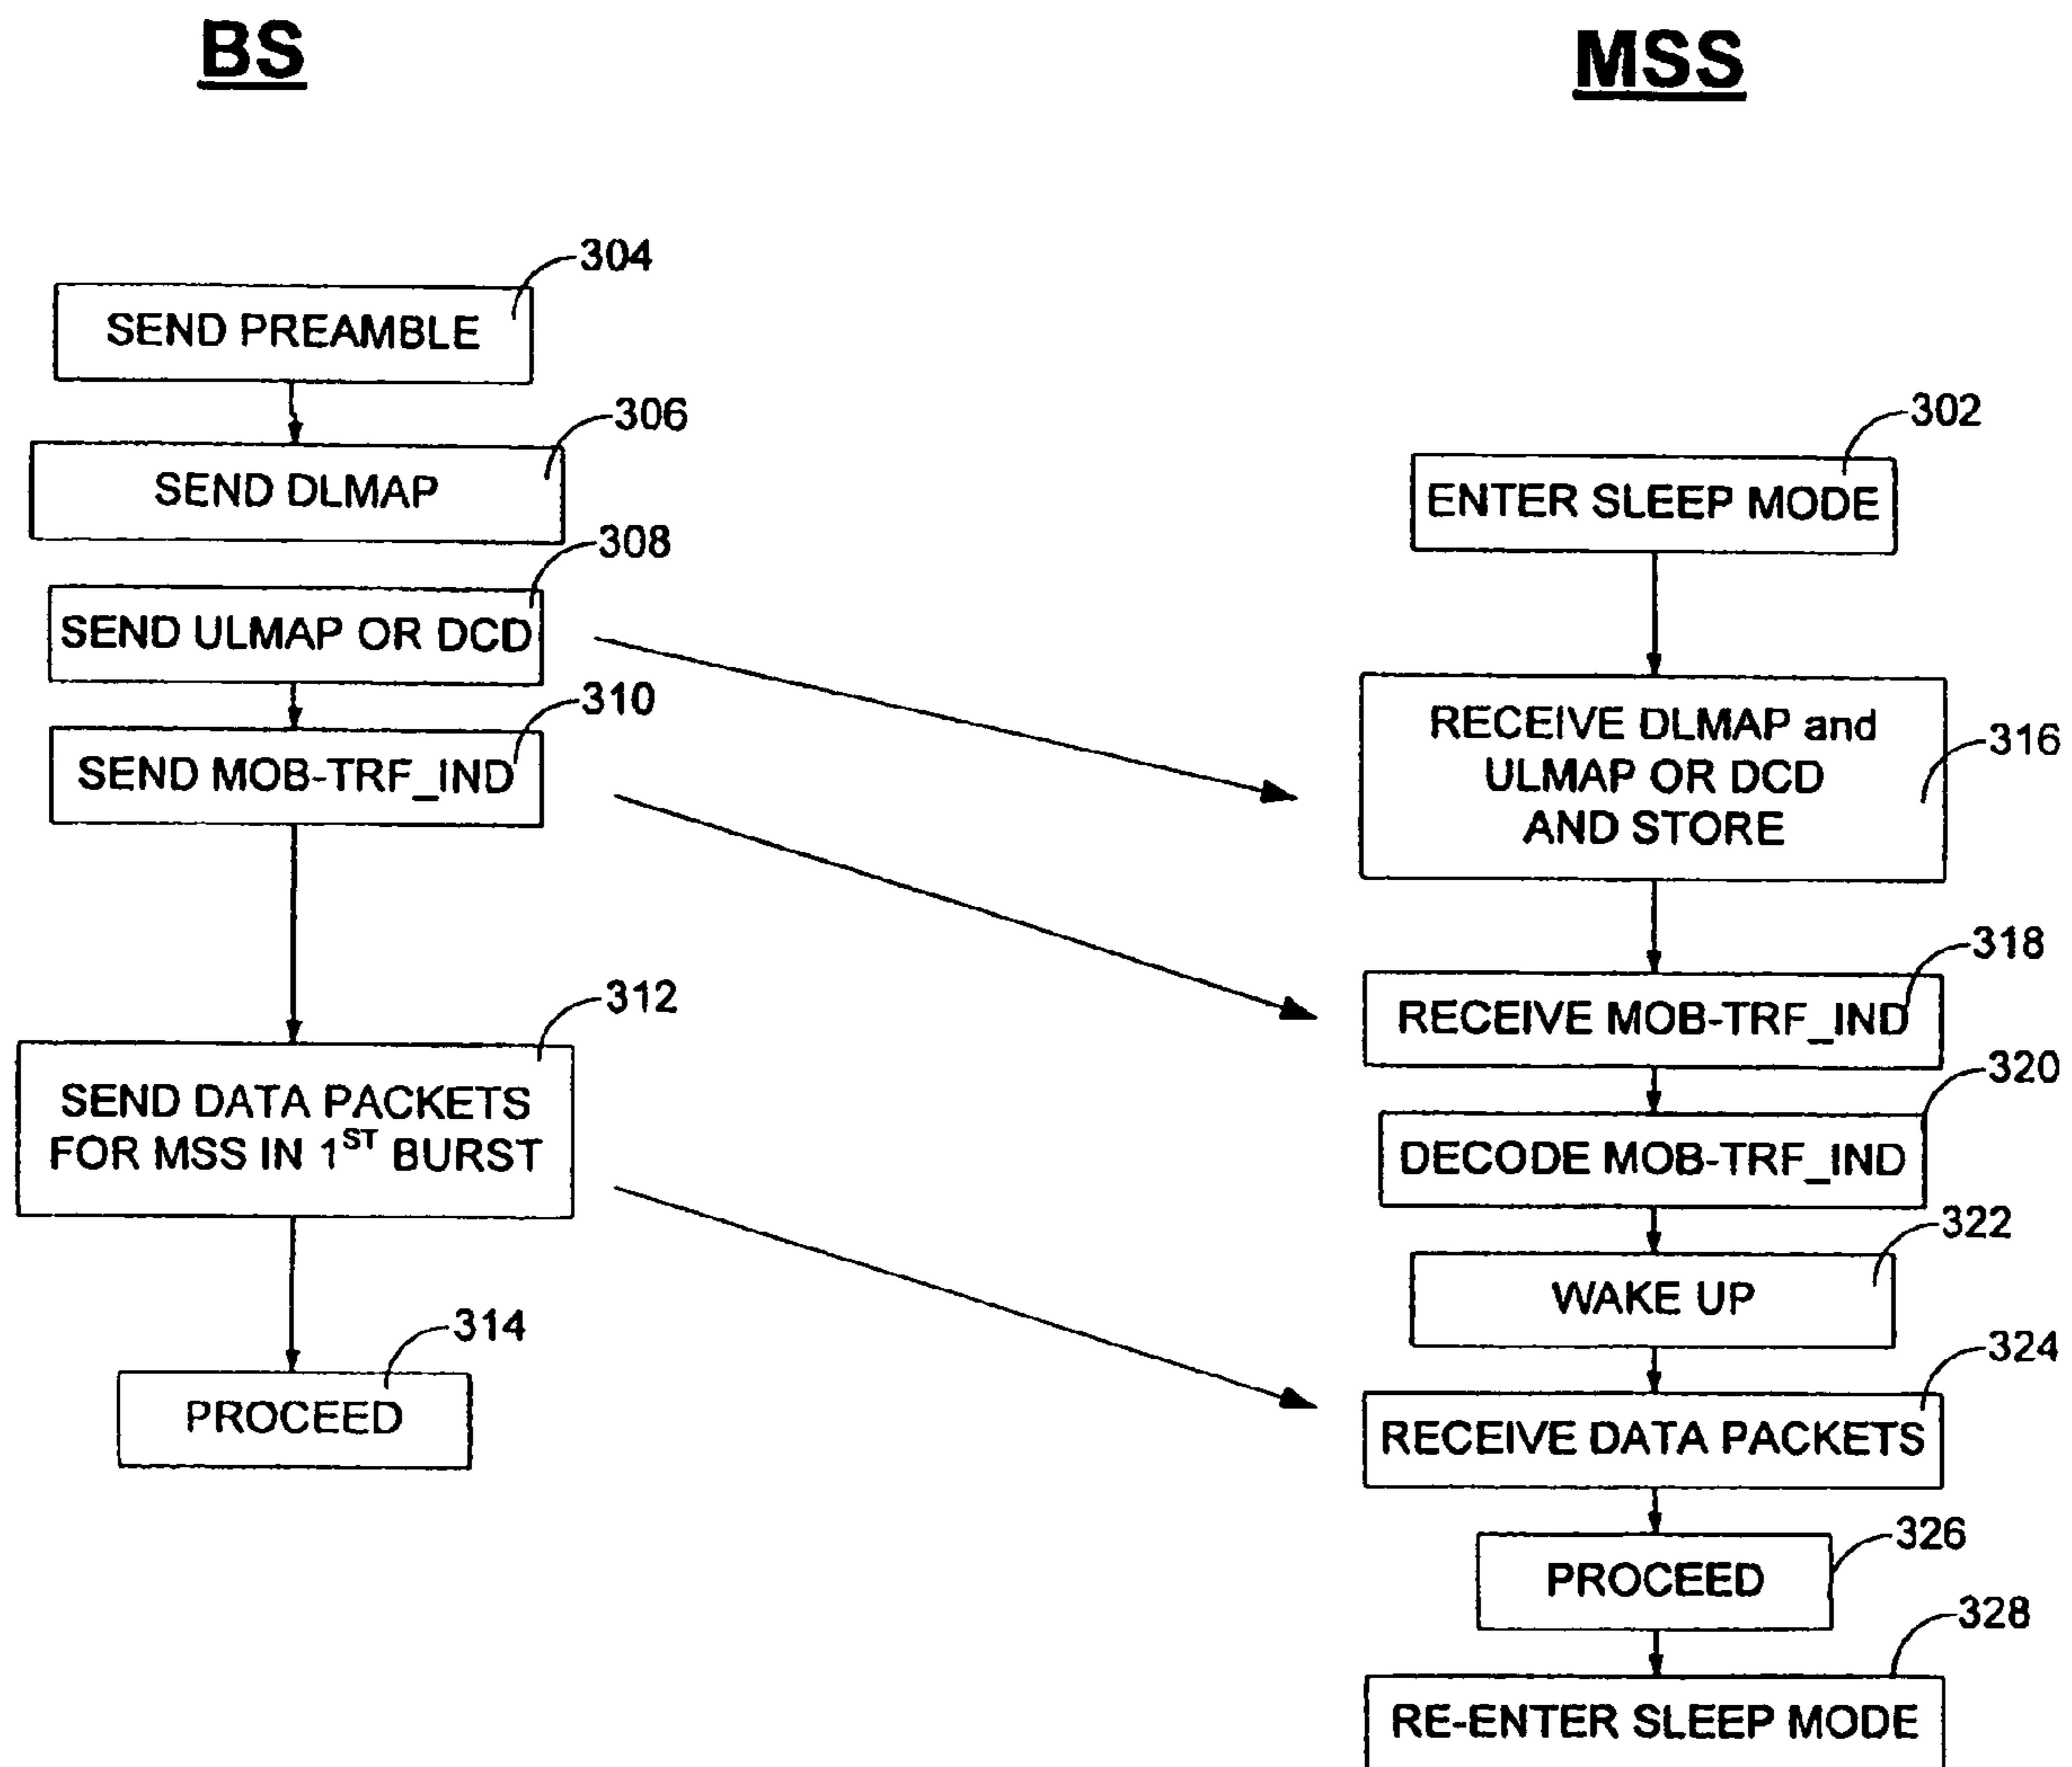 BS
304
SEND PREAMBLE
306
SEND DLMAP
308
SEND ULMAP OR DCD
310
SEND MOB-TRF_IND
312
SEND DATA PACKETS
FOR MSS IN 1ST BURST
314
PROCEED
MSS
302
ENTER SLEEP MODE
RECEIVE DLMAP and
ULMAP OR DCD
AND STORE
316
318
RECEIVE MOB-TRF_IND
320
DECODE MOB-TRF_IND
322
WAKE UP
324
RECEIVE DATA PACKETS
326
PROCEED
328
RE-ENTER SLEEP MODE